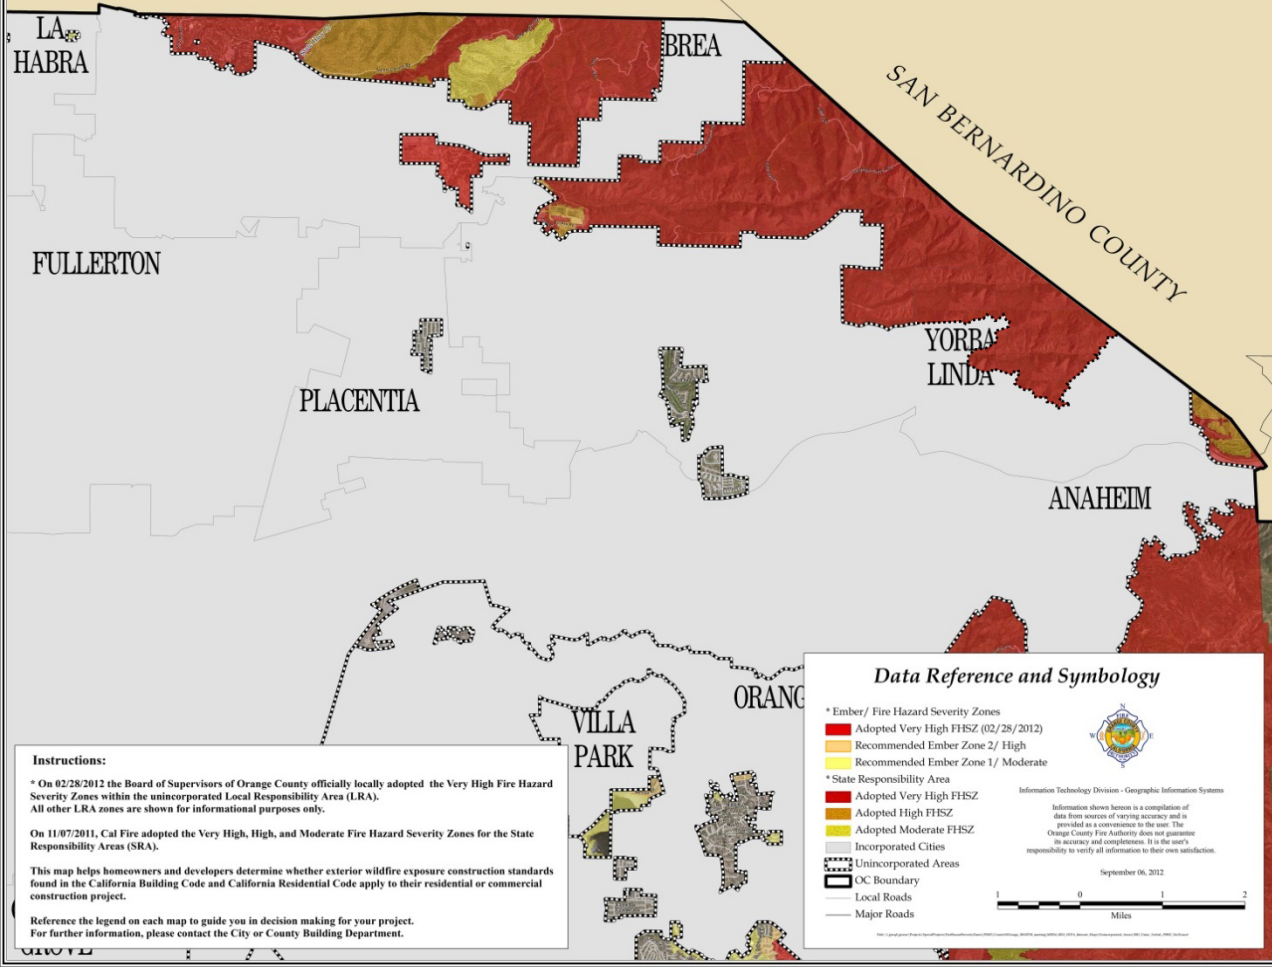 LA
HABRA
BREA
SAN BERNARDINO COUNTY
FULLERTON
YORBA
LINDA
PLACENTIA
ANAHEIM
ORANG
VILLA
PARK
Instructions:
* On 02/28/2012 the Board of Supervisors of Orange County officially locally adopted the Very High Fire Hazard
Severity Zones within the unincorporated Local Responsibility Area (LRA).
All other LRA zones are shown for informational purposes only.
On 11/07/2011, Cal Fire adopted the Very High, High, and Moderate Fire Hazard Severity Zones for the State
Responsibility Areas (SRA).
This map helps homeowners and developers determine whether exterior wildfire exposure construction standards
found in the California Building Code and California Residential Code apply to their residential or commercial
construction project.
Reference the legend on each map to guide you in decision making for your project.
For further information, please contact the City or County Building Department.
GROVE
Data Reference and Symbology
* Ember/ Fire Hazard Severity Zones
Adopted Very High FHSZ (02/28/2012)
Recommended Ember Zone 2/ High
Recommended Ember Zone 1/ Moderate
* State Responsibility Area
Adopted Very High FHSZ
Adopted High FHSZ
Adopted Moderate FHSZ
Incorporated Cities
Unincorporated Areas
OC Boundary
Local Roads
Major Roads
N
W E
S
Information Technology Division - Geographic Information Systems
Information shown hereon is a compilation of
data from sources of varying accuracy and is
provided as a convenience to the user. The
Orange County Fire Authority does not guarantee
its accuracy and completeness. It is the user's
responsibility to verify all information to their own satisfaction.
September 06, 2012
1 0 1 2
Miles